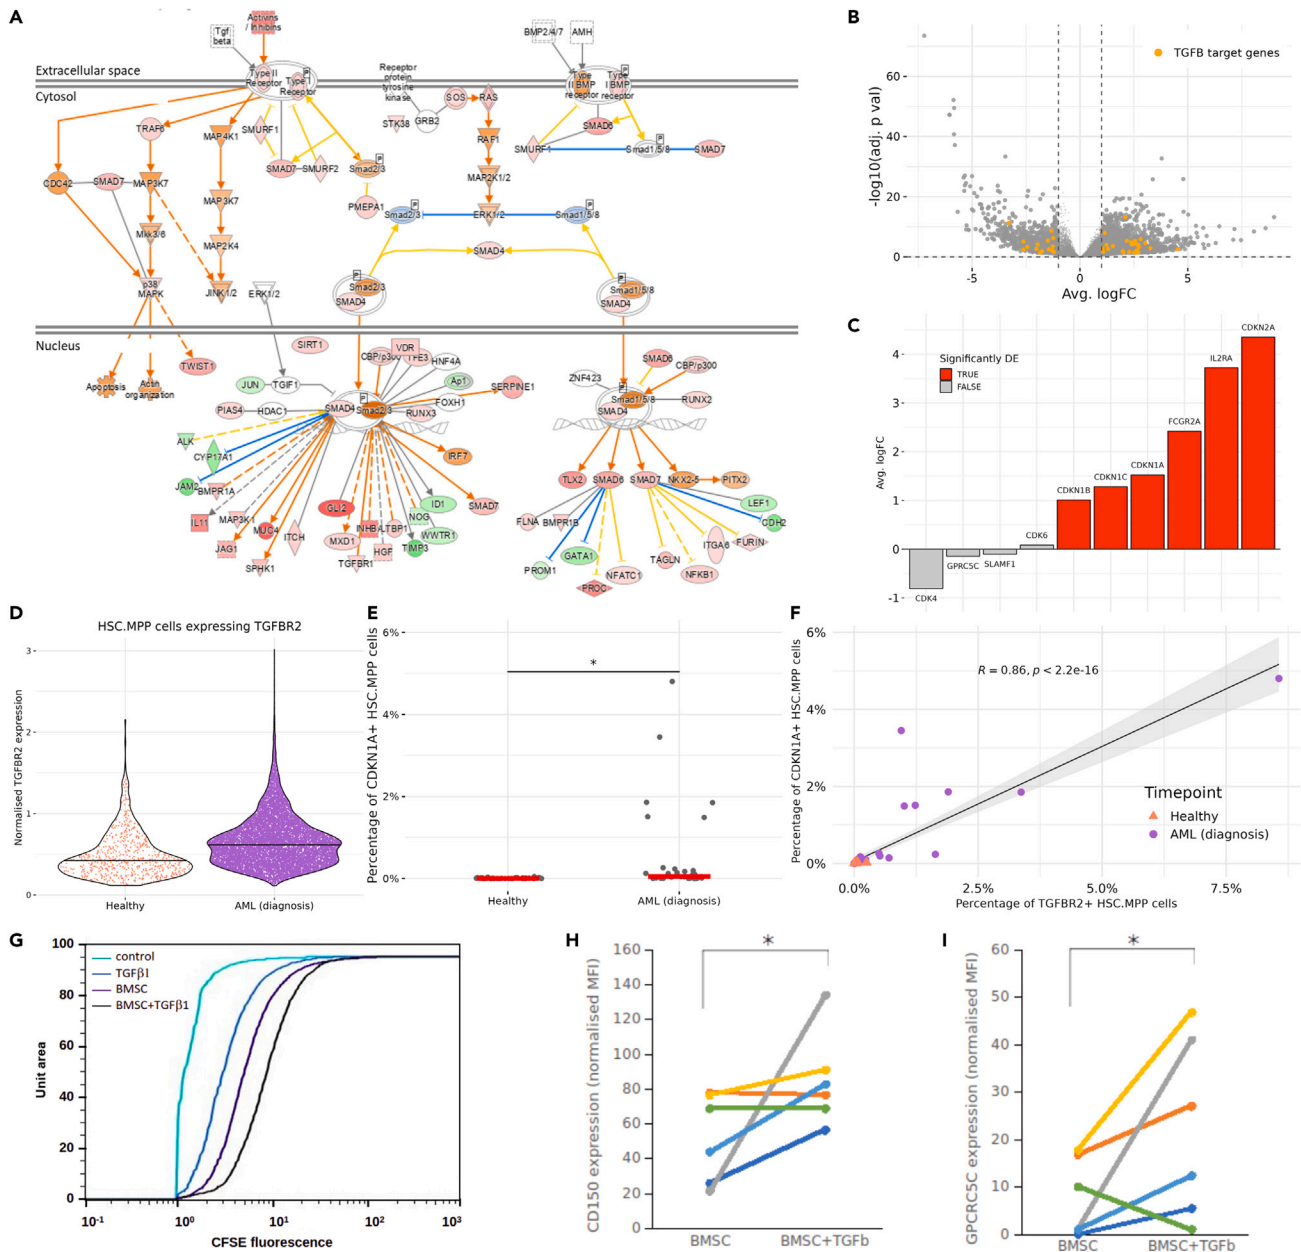 A
Activins
/ Inhibins
Tgf
beta
BMP2/4/7
AMH
Extracellular space
Cytosol
Type II
Receptor
Type I
Receptor
P
Receptor
protein
tyrosine
kinase
GRB2
SOS
RAS
STK38
Type
II BMP
receptor
Type
I BMP
receptor
P
TRAF6
MAP4K1
SMURF1
SMAD7
SMURF2
Smad2/3
P
RAF1
SMAD6
SMURF1
Smad1/5/8
P
SMAD7
CDC42
SMAD7
MAP3K7
MAP3K7
PMEPA1
MAP2K1/2
Mkk3/6
MAP2K4
Smad2/3
P
ERK1/2
Smad1/5/8
P
SMAD4
p38
MAPK
JINK1/2
ERK1/2
P
Smad2/3
SMAD4
P
Smad1/5/8
SMAD4
Nucleus
Apoptosis
Actin
organization
TWIST1
SIRT1
CBP/p300
VDR
TFE3
HNF4A
JUN
TGIF1
Ap1
PIAS4
HDAC1
SMAD4
P
Smad2/3
RUNX3
FOXH1
SERPINE1
ALK
CYP17A1
JAM2
BMPR1A
IL11
MAP3K1
JAG1
MUC4
SPHK1
ITCH
GLI2
MXD1
TGFBR1
INHBA
HGF
LTBP1
TIMP3
NOG
WWTR1
ID1
IRF7
SMAD7
SMAD6
CBP/p300
ZNF423
P
Smad1/5/8
SMAD4
RUNX2
TLX2
SMAD6
SMAD7
NKX2-5
PITX2
FLNA
BMPR1B
LEF1
CDH2
PROM1
GATA1
PROC
NFATC1
TAGLN
NFKB1
ITGA6
FURIN
B
TGFB target genes
-log10(adj. p val)
60
40
20
0
-5
0
5
Avg. logFC
C
Significantly DE
TRUE
FALSE
Avg. logFC
4
3
2
1
0
-1
CDK4
GPRC5C
SLAMF1
CDK6
CDKN1B
CDKN1C
CDKN1A
FCGR2A
IL2RA
CDKN2A
D
HSC.MPP cells expressing TGFBR2
Normalised TGFBR2 expression
3
2
1
0
Healthy
AML (diagnosis)
E
Percentage of CDKN1A+ HSC.MPP cells
6%
4%
2%
0%
*
Healthy
AML (diagnosis)
F
Percentage of CDKN1A+ HSC.MPP cells
6%
4%
2%
0%
R = 0.86, p < 2.2e-16
Timepoint
Healthy
AML (diagnosis)
0.0%
2.5%
5.0%
7.5%
Percentage of TGFBR2+ HSC.MPP cells
G
Unit area
100
80
60
40
20
0
control
TGFβ1
BMSC
BMSC+TGFβ1
10-1
100
101
102
103
CFSE fluorescence
H
CD150 expression (normalised MFI)
160
140
120
100
80
60
40
20
0
*
BMSC
BMSC+TGFb
I
GPCRC5C expression (normalised MFI)
60
50
40
30
20
10
0
*
BMSC
BMSC+TGFb